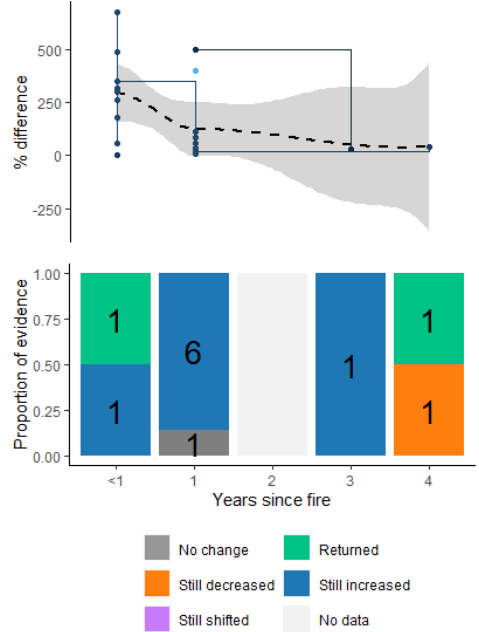 500
250
0
-250
% difference
1.00
0.75
0.50
0.25
0.00
Proportion of evidence
1
1
6
1
1
1
1
<1
1
2
3
4
Years since fire
No change
Returned
Still decreased
Still increased
Still shifted
No data